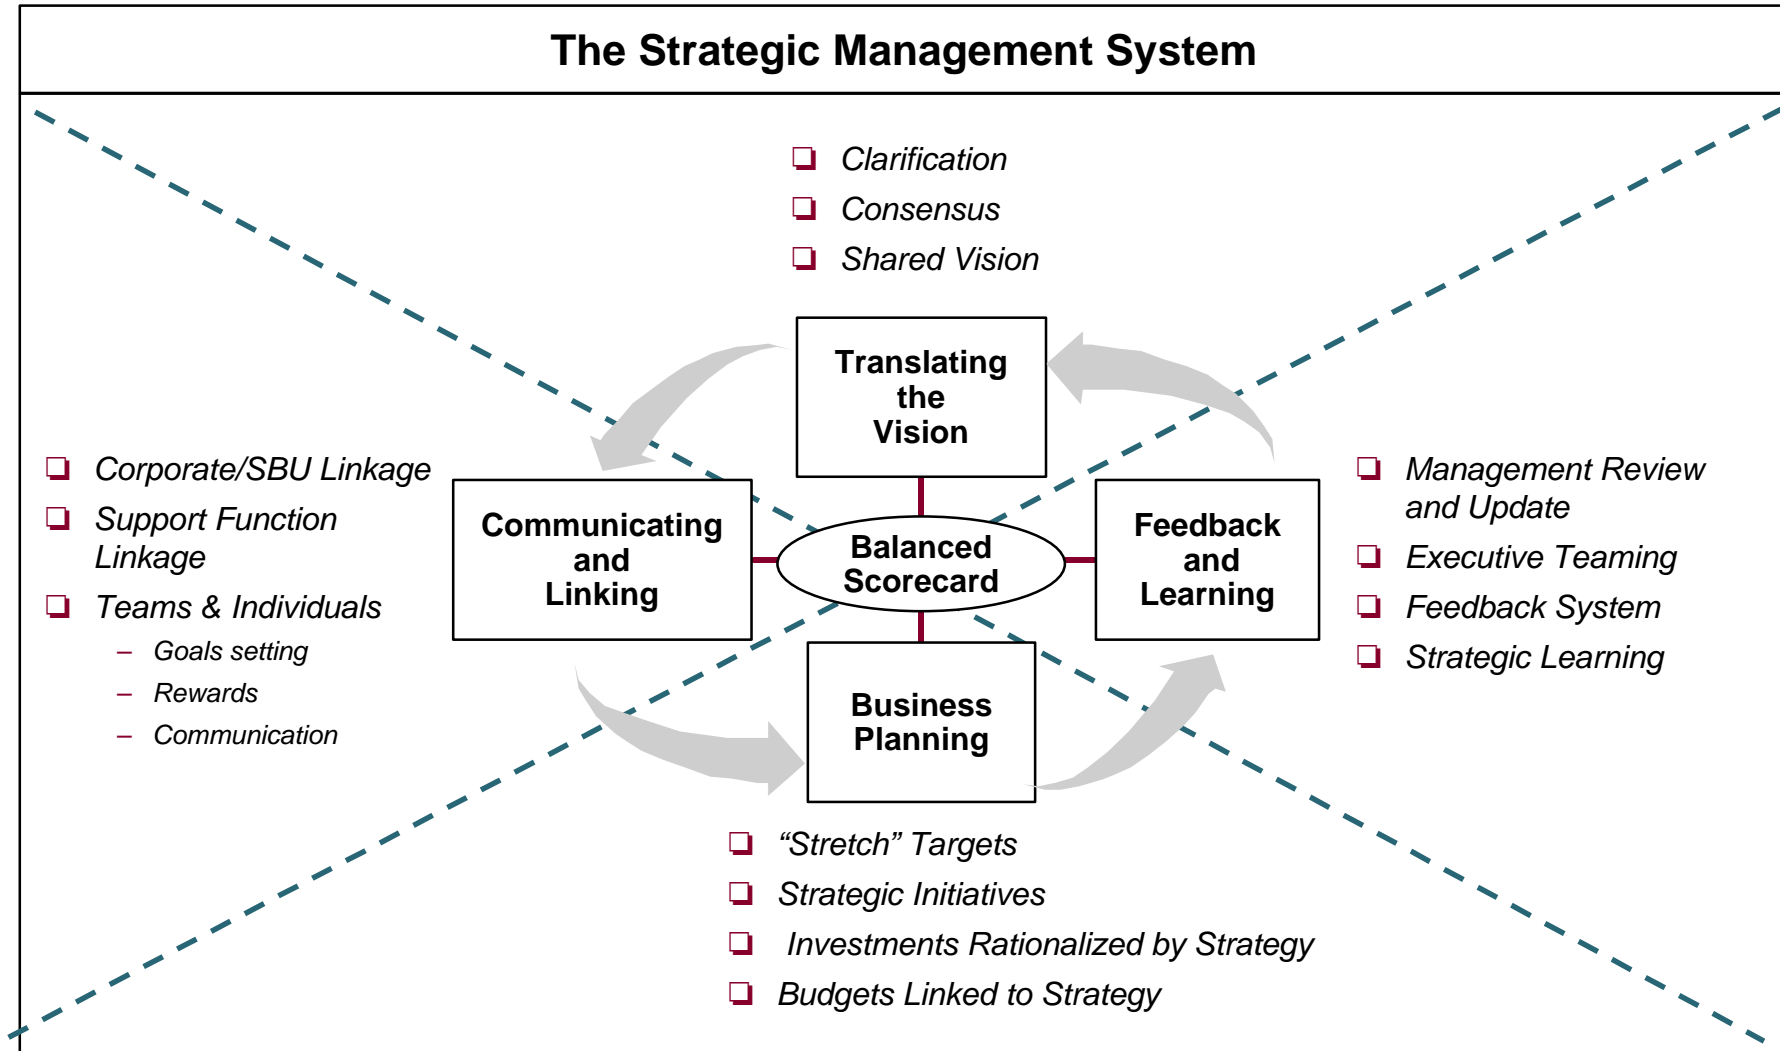 The Strategic Management System
Clarification
Consensus
Shared Vision
Translating
the
Vision
Corporate/SBU Linkage
Support Function
Linkage
Teams & Individuals
– Goals setting
– Rewards
– Communication
Communicating
and
Linking
Balanced
Scorecard
Feedback
and
Learning
Management Review
and Update
Executive Teaming
Feedback System
Strategic Learning
Business
Planning
“Stretch” Targets
Strategic Initiatives
Investments Rationalized by Strategy
Budgets Linked to Strategy